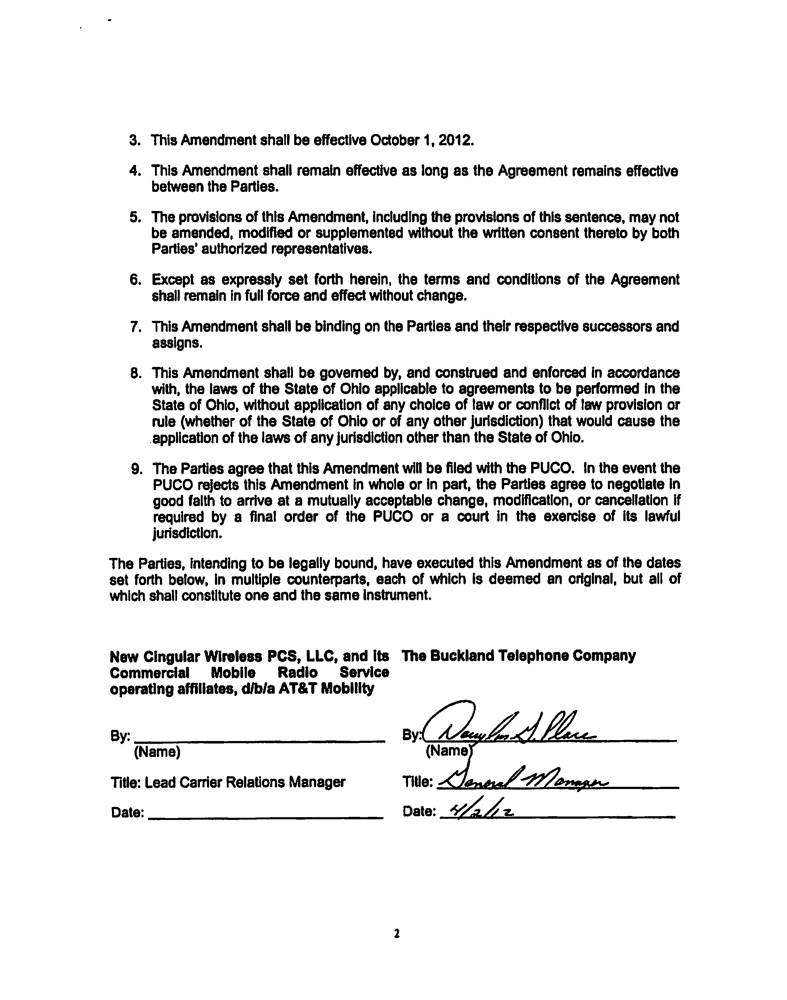 3. This Amendment shall be effective October 1, 2012.
4. This Amendment shall remain effective as long as the Agreement remains effective
between the Parties.
5. The provisions of this Amendment, including the provisions of this sentence, may not
be amended, modified or supplemented without the written consent thereto by both
Parties' authorized representatives.
6. Except as expressly set forth herein, the terms and conditions of the Agreement
shall remain in full force and effect without change.
7. This Amendment shall be binding on the Parties and their respective successors and
assigns.
8. This Amendment shall be governed by, and construed and enforced in accordance
with, the laws of the State of Ohio applicable to agreements to be performed in the
State of Ohio, without application of any choice of law or conflict of law provision or
rule (whether of the State of Ohio or of any other jurisdiction) that would cause the
application of the laws of any jurisdiction other than the State of Ohio.
9. The Parties agree that this Amendment will be filed with the PUCO. In the event the
PUCO rejects this Amendment in whole or in part, the Parties agree to negotiate in
good faith to arrive at a mutually acceptable change, modification, or cancellation if
required by a final order of the PUCO or a court in the exercise of its lawful
jurisdiction.
The Parties, intending to be legally bound, have executed this Amendment as of the dates
set forth below, in multiple counterparts, each of which is deemed an original, but all of
which shall constitute one and the same instrument.
New Cingular Wireless PCS, LLC, and its
Commercial Mobile Radio Service
operating affiliates, d/b/a AT&T Mobility
By:
(Name)
Title: Lead Carrier Relations Manager
Date:
The Buckland Telephone Company
By:
(Name)
Title: General Manager
Date: 4/2/12
2